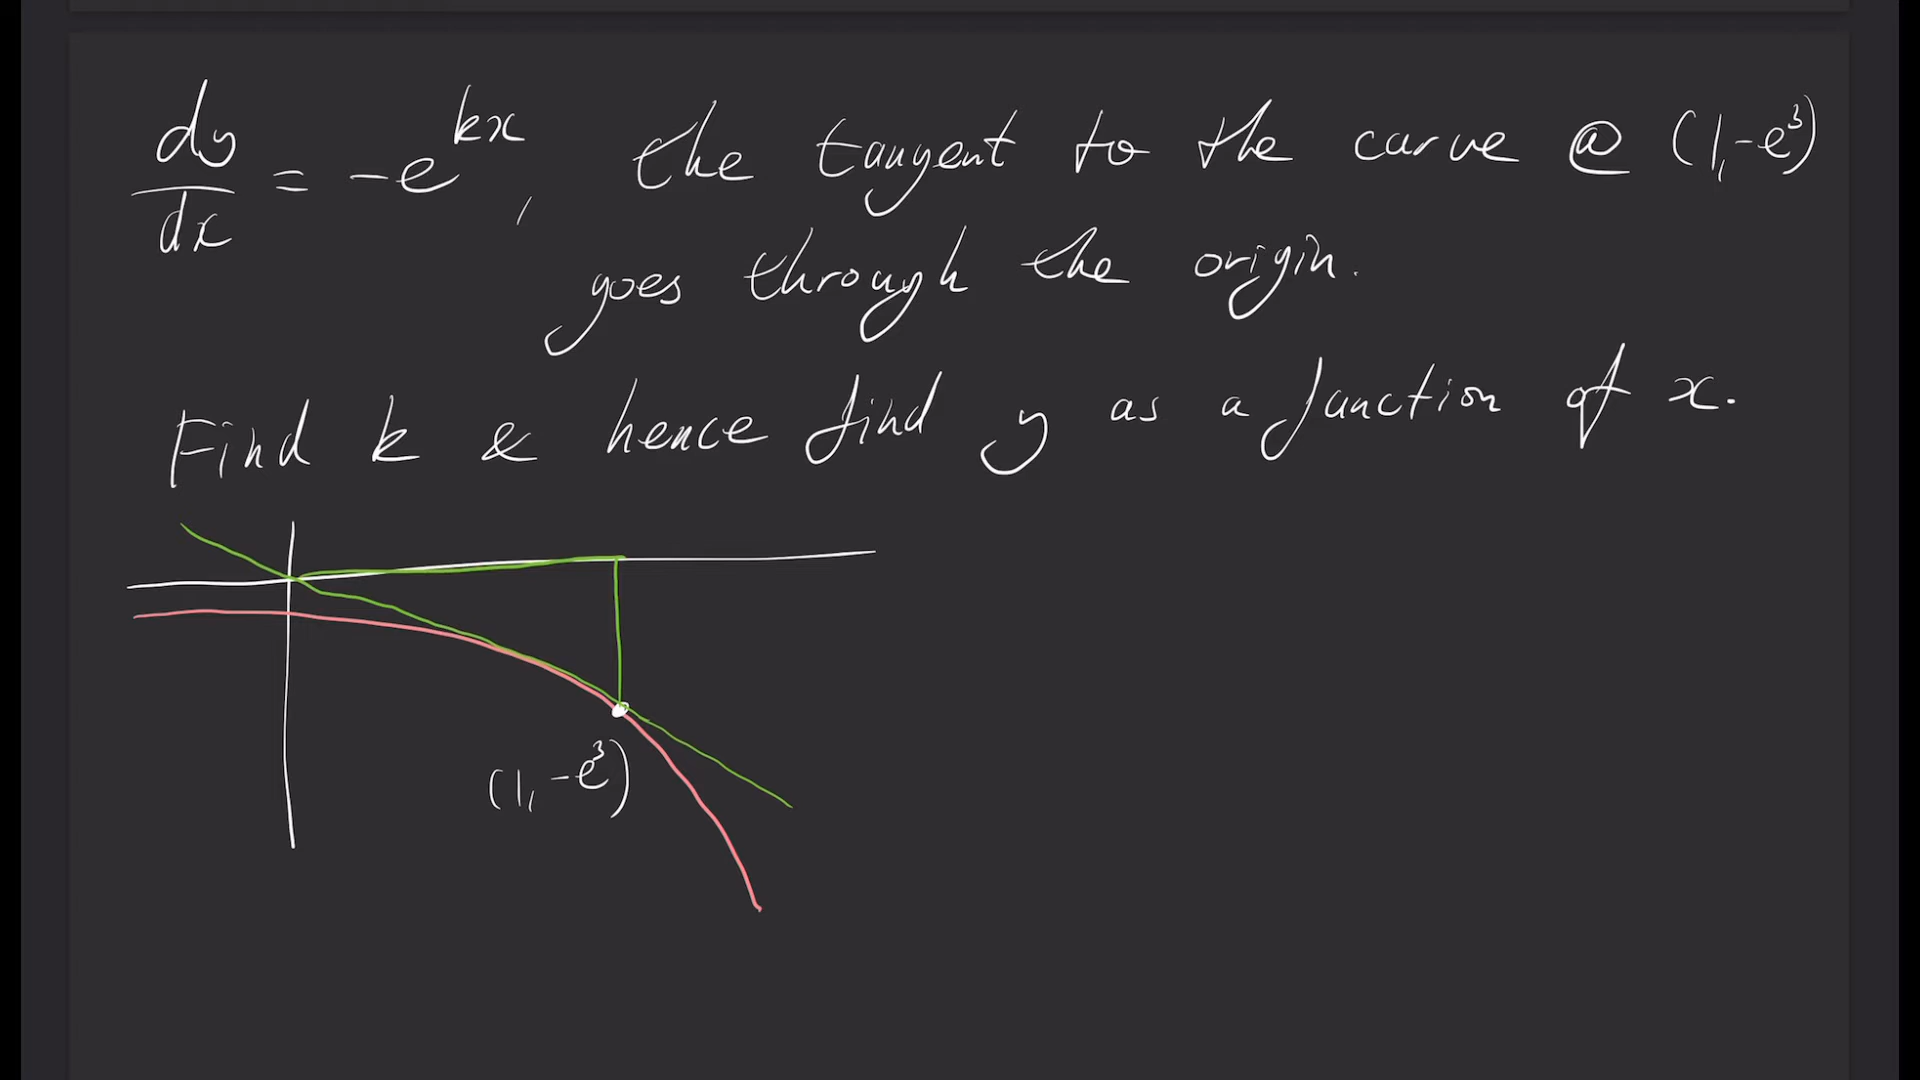 dy/dx = -e^{kx}, the tangent to the curve @ (1, -e³)
goes through the origin.
Find k & hence find y as a function of x.
(1, -e³)